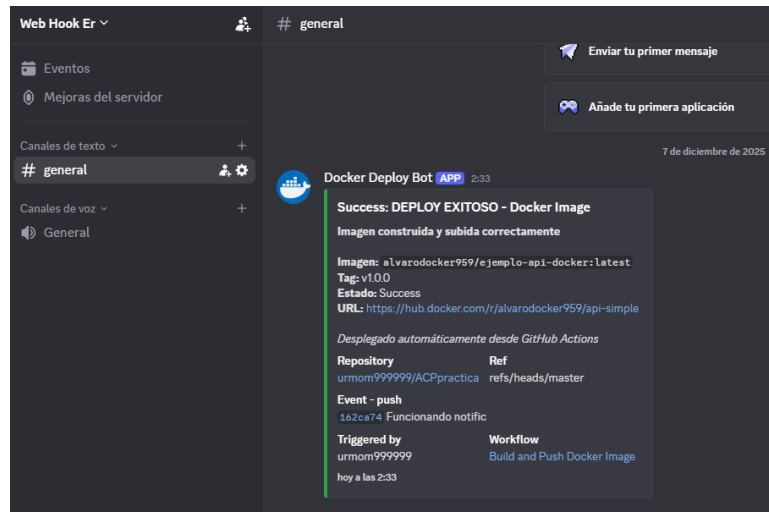 Web Hook Er
Eventos
Mejoras del servidor
Canales de texto
# general
Canales de voz
General
# general
Enviar tu primer mensaje
Añade tu primera aplicación
7 de diciembre de 2025
Docker Deploy Bot APP 2:33
Success: DEPLOY EXITOSO - Docker Image
Imagen construida y subida correctamente
Imagen: alvarodocker959/ejemplo-api-docker:latest
Tag: v1.0.0
Estado: Success
URL: https://hub.docker.com/r/alvarodocker959/api-simple
Desplegado automáticamente desde GitHub Actions
Repository Ref
urmom999999/ACPpractica refs/heads/master
Event - push
162ca74 Funcionando notific
Triggered by Workflow
urmom999999 Build and Push Docker Image
hoy a las 2:33